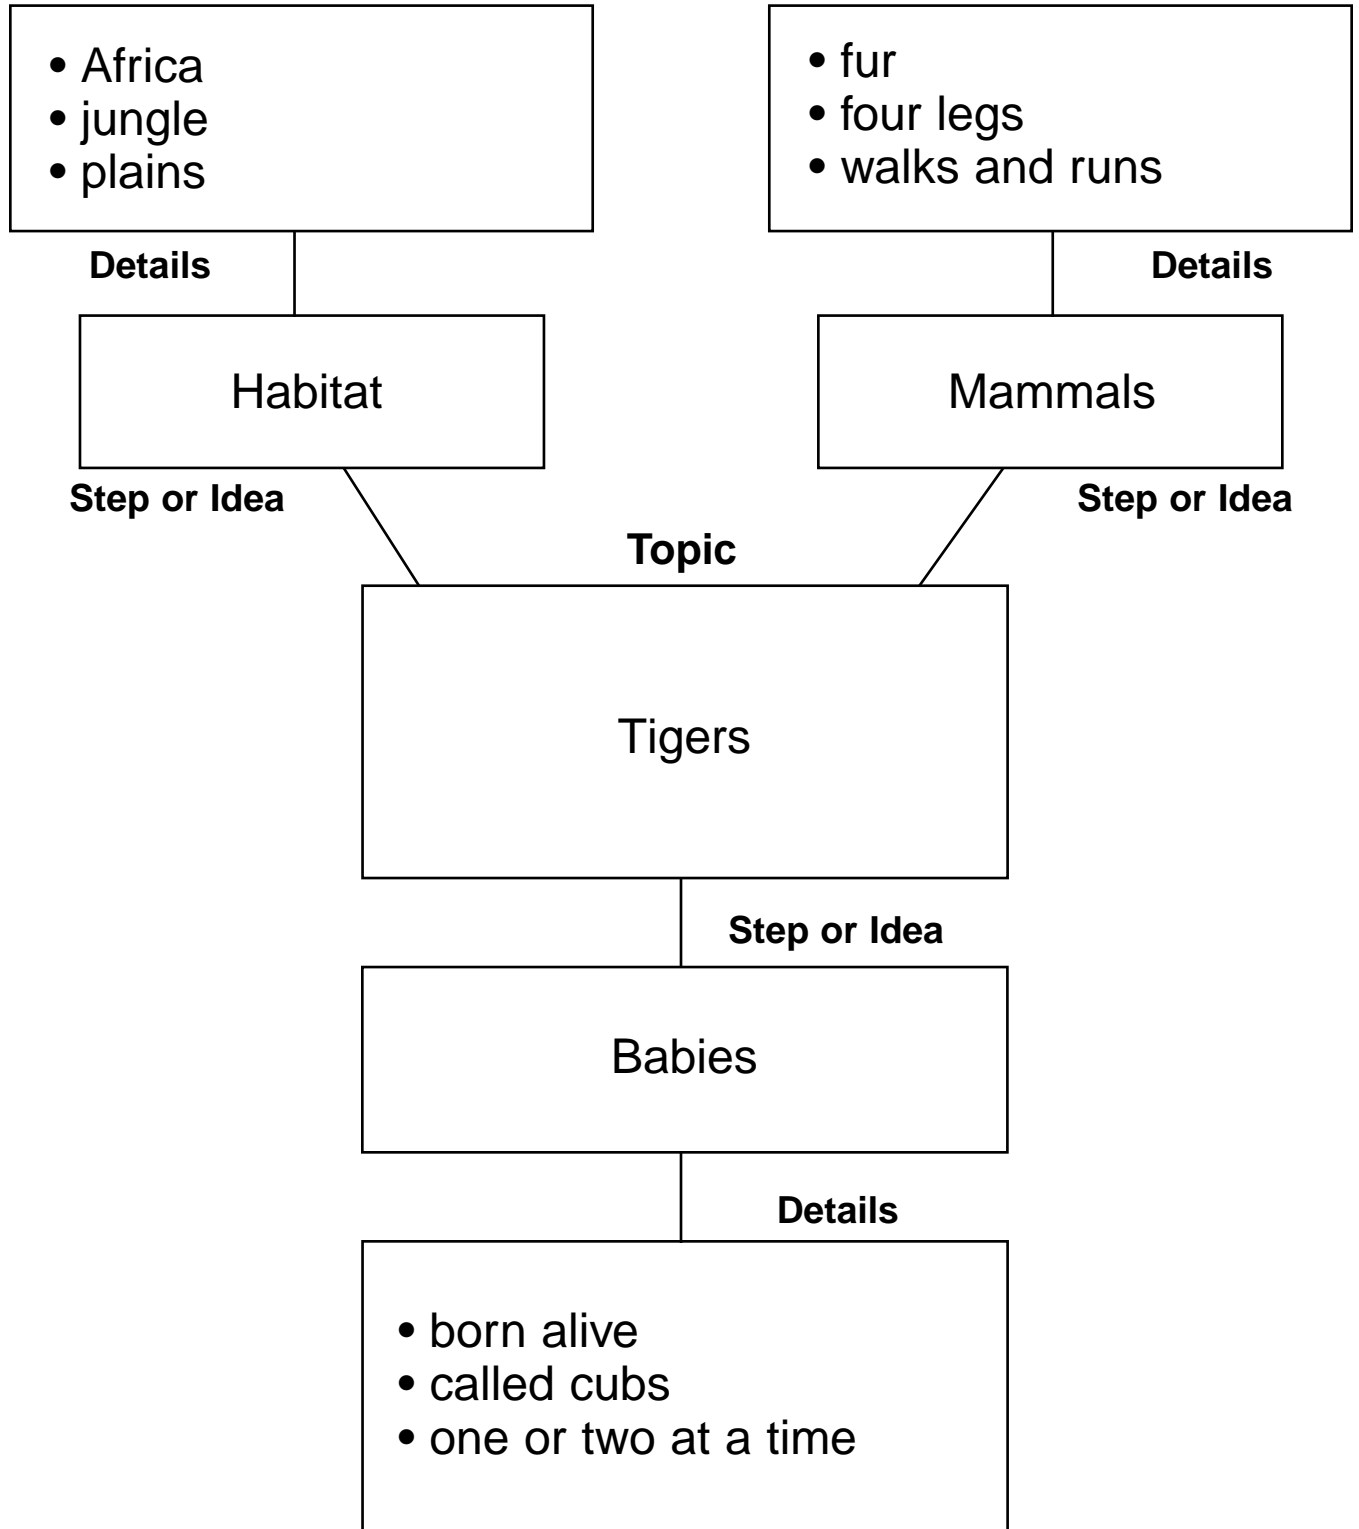 • Africa
• jungle
• plains
Details
Habitat
Step or Idea
• fur
• four legs
• walks and runs
Details
Mammals
Step or Idea
Topic
Tigers
Step or Idea
Babies
Details
• born alive
• called cubs
• one or two at a time